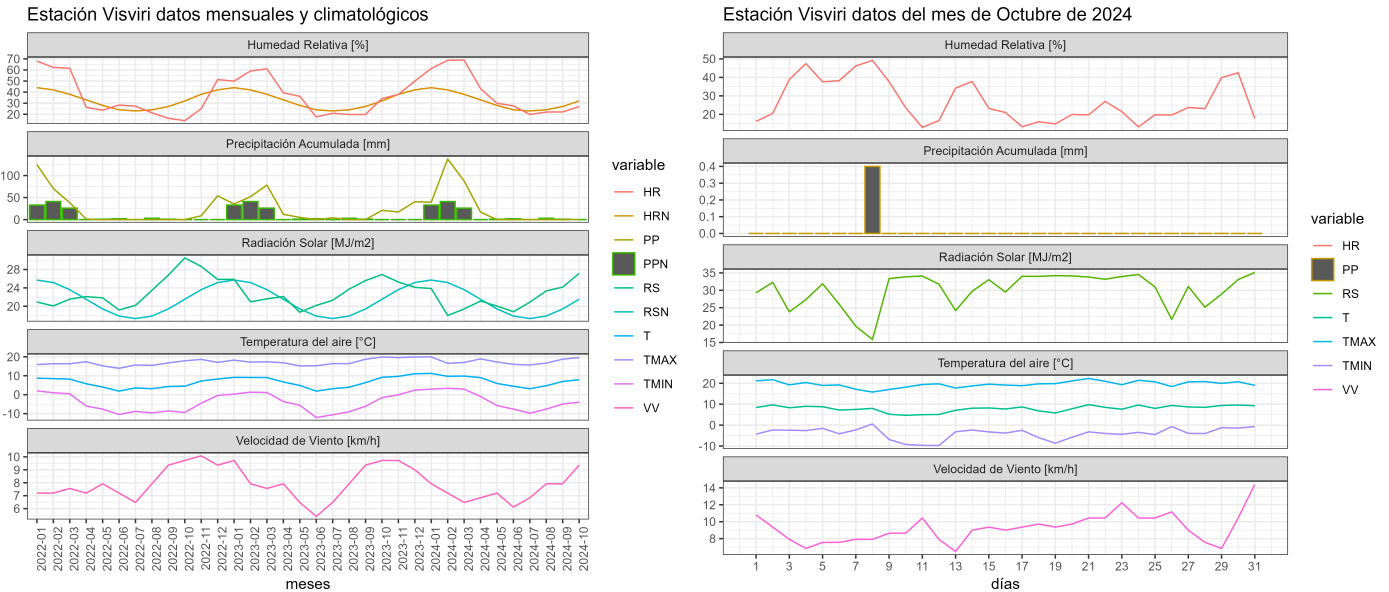 Estación Visviri datos mensuales y climatológicos
Humedad Relativa [%]
70
60
50
40
30
20
Precipitación Acumulada [mm]
100
50
0
Radiación Solar [MJ/m2]
28
24
20
Temperatura del aire [°C]
20
10
0
-10
Velocidad de Viento [km/h]
10
9
8
7
6
2022-01
2022-02
2022-03
2022-04
2022-05
2022-06
2022-07
2022-08
2022-09
2022-10
2022-11
2022-12
2023-01
2023-02
2023-03
2023-04
2023-05
2023-06
2023-07
2023-08
2023-09
2023-10
2023-11
2023-12
2024-01
2024-02
2024-03
2024-04
2024-05
2024-06
2024-07
2024-08
2024-09
2024-10
meses
variable
HR
HRN
PP
PPN
RS
RSN
T
TMAX
TMIN
VV
Estación Visviri datos del mes de Octubre de 2024
Humedad Relativa [%]
50
40
30
20
Precipitación Acumulada [mm]
0.4
0.3
0.2
0.1
0.0
Radiación Solar [MJ/m2]
35
30
25
20
15
Temperatura del aire [°C]
20
10
0
-10
Velocidad de Viento [km/h]
14
12
10
8
1 3 5 7 9 11 13 15 17 19 21 23 25 27 29 31
días
variable
HR
PP
RS
T
TMAX
TMIN
VV